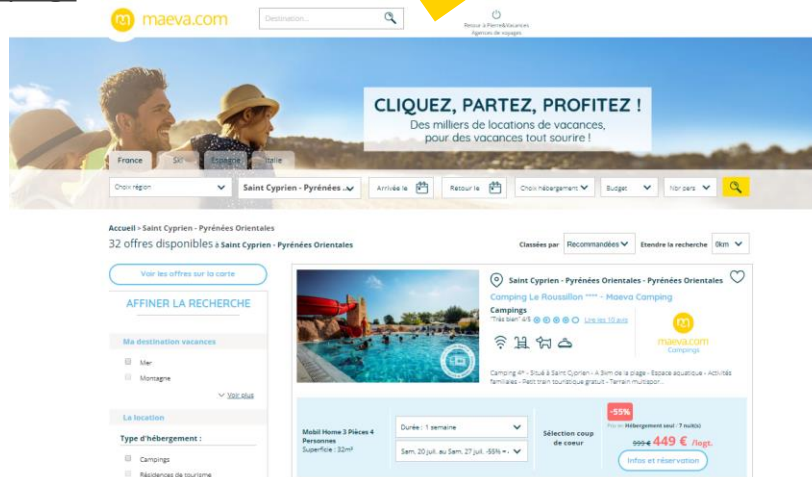 maeva.com
Destination...
Retour à Pierre&Vacances
Agences de voyages
CLIQUEZ, PARTEZ, PROFITEZ !
Des milliers de locations de vacances,
pour des vacances tout sourire !
France Ski Espagne Italie
Choix région Saint Cyprien - Pyrénées ... Arrivée le Retour le Choix hébergement Budget Nbr pers
Accueil > Saint Cyprien - Pyrénées Orientales
32 offres disponibles à Saint Cyprien - Pyrénées Orientales
Classées par Recommandées Etendre la recherche 0km
Voir les offres sur la carte
AFFINER LA RECHERCHE
Ma destination vacances
Mer
Montagne
Voir plus
La location
Type d'hébergement :
Campings
Résidences de tourisme
Saint Cyprien - Pyrénées Orientales - Pyrénées Orientales
Camping Le Roussillon **** - Maeva Camping
Campings
"Très bien" 4/5 Lire les 10 avis
maeva.com
Campings
Camping 4* - Situé à Saint Cyprien - A 3km de la plage - Espace aquatique - Activités
familiales - Petit train touristique gratuit - Terrain multispor...
Mobil Home 3 Pièces 4
Personnes
Superficie : 32m²
Durée : 1 semaine
Sam. 20 juil. au Sam. 27 juil. -55%
Sélection coup
de coeur
-55%
Hébergement seul 7 nuit(s)
999 € 449 € /logt.
Infos et réservation